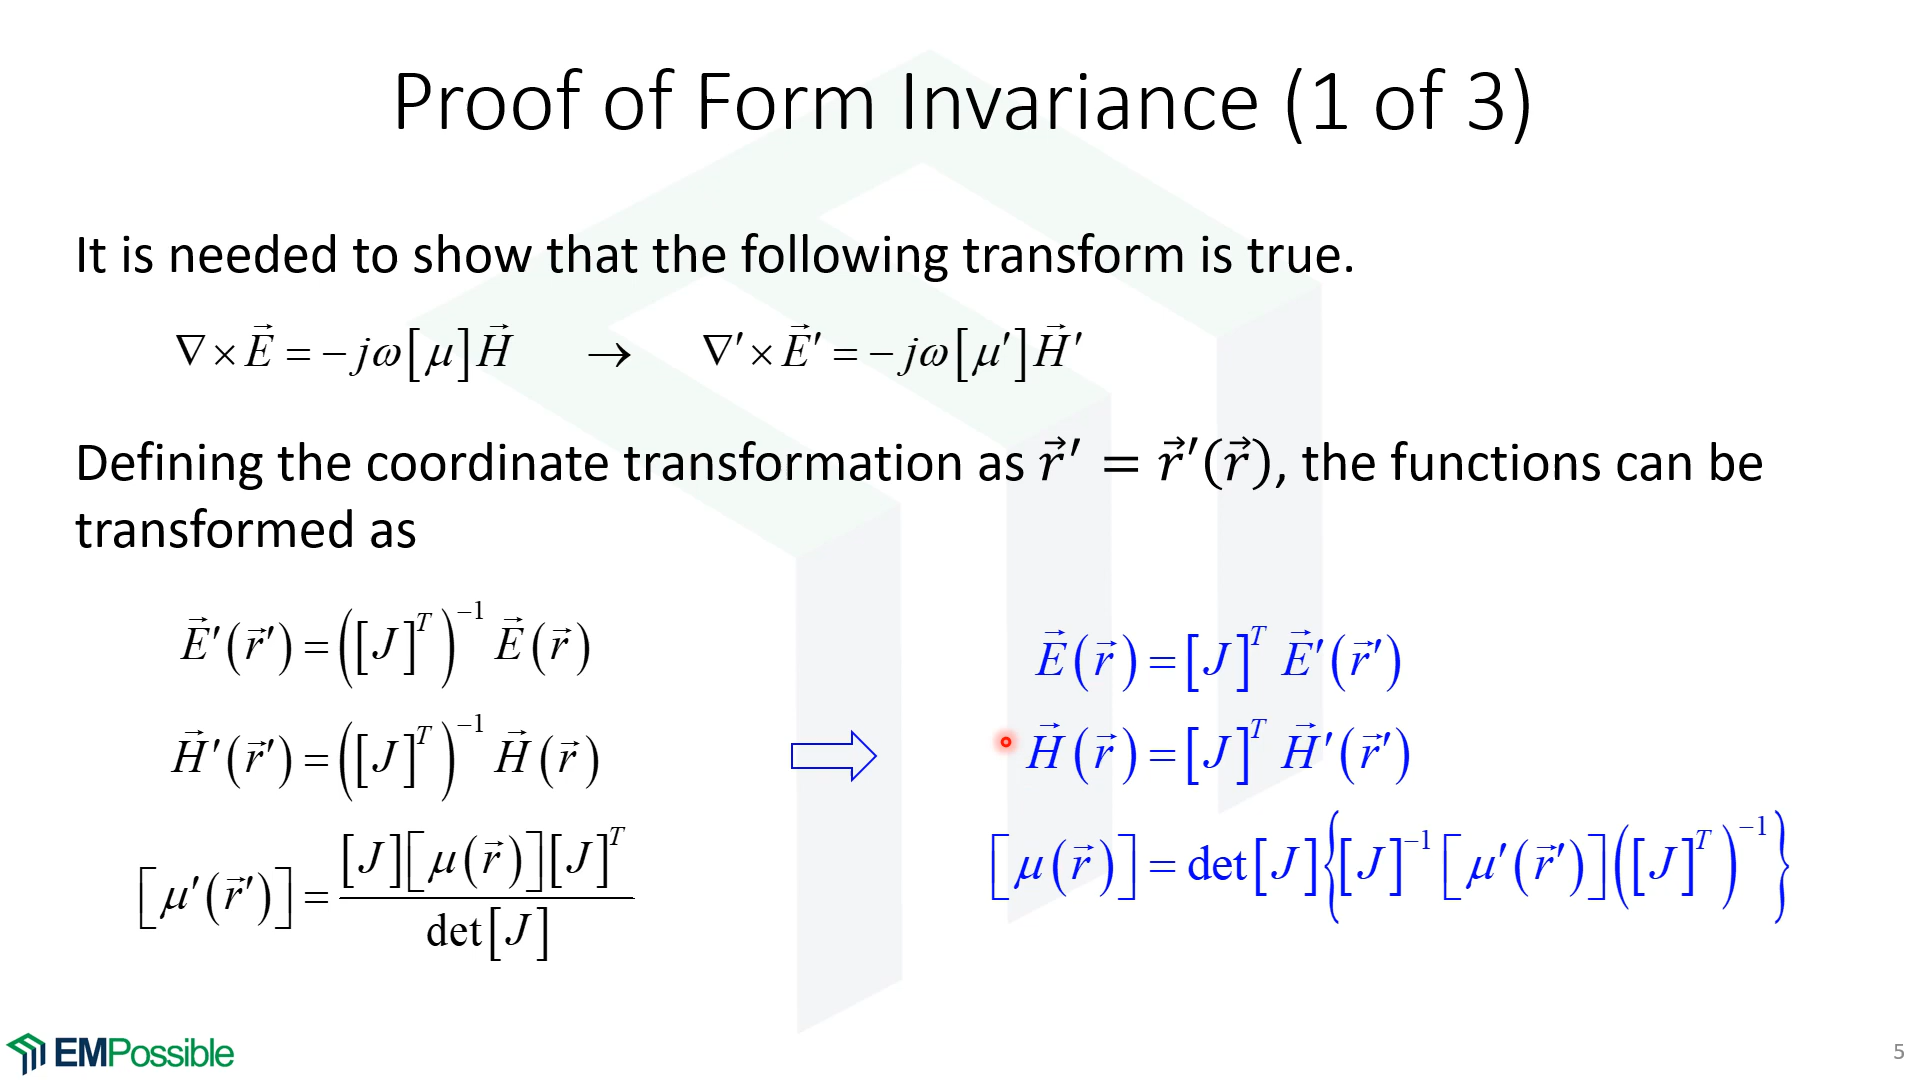 Proof of Form Invariance (1 of 3)
It is needed to show that the following transform is true.
∇ × E⃗ = −jω[μ]H⃗ → ∇′ × E⃗′ = −jω[μ′]H⃗′
Defining the coordinate transformation as r⃗′ = r⃗′(r⃗), the functions can be
transformed as
E⃗′(r⃗′) = ([J]ᵀ)⁻¹ E⃗(r⃗)
H⃗′(r⃗′) = ([J]ᵀ)⁻¹ H⃗(r⃗)
[μ′(r⃗′)] = [J][μ(r⃗)][J]ᵀ / det[J]
E⃗(r⃗) = [J]ᵀ E⃗′(r⃗′)
H⃗(r⃗) = [J]ᵀ H⃗′(r⃗′)
[μ(r⃗)] = det[J]{[J]⁻¹[μ′(r⃗′)]([J]ᵀ)⁻¹}
EMPossible
5